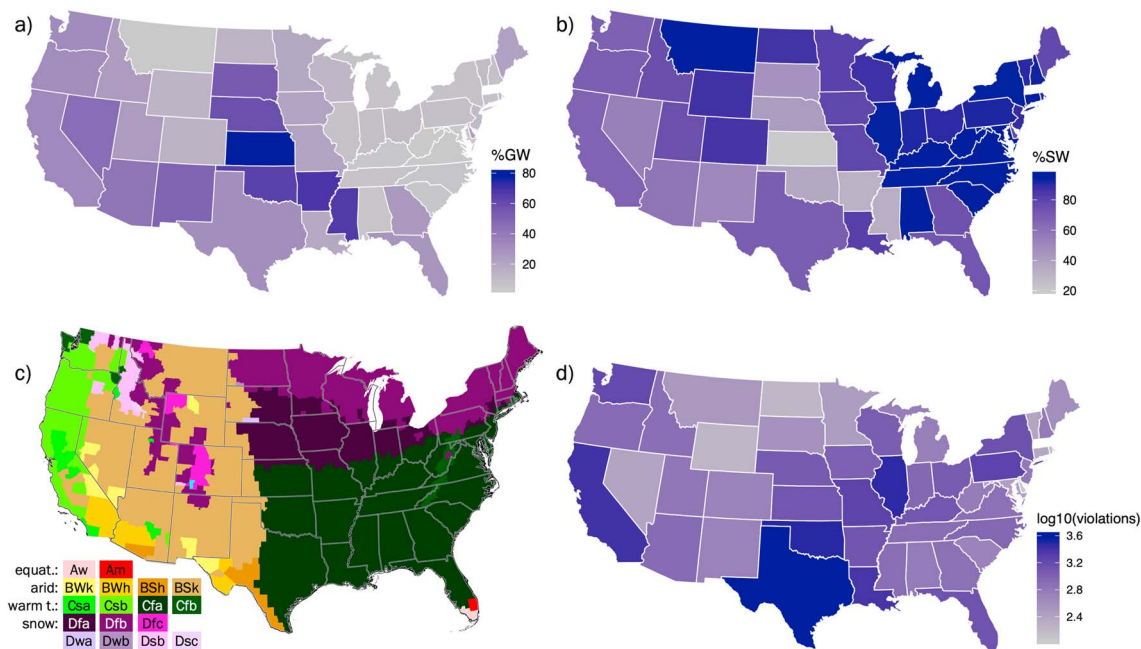 a)
%GW
80
60
40
20
b)
%SW
80
60
40
20
c)
equat.: Aw Am
arid: BWk BWh BSh BSk
warm t.: Csa Csb Cfa Cfb
snow: Dfa Dfb Dfc
Dwa Dwb Dsb Dsc
d)
log10(violations)
3.6
3.2
2.8
2.4